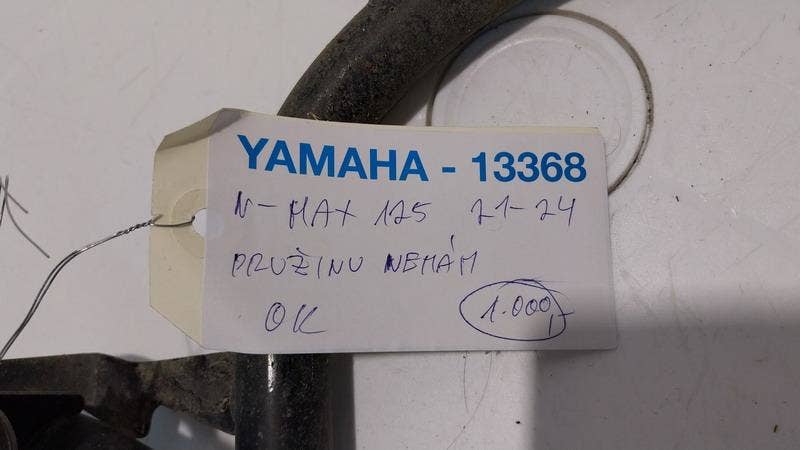 YAMAHA - 13368
N-MAX 125 21-24
PRUŽINU NEMÁM
OK 1.000,-